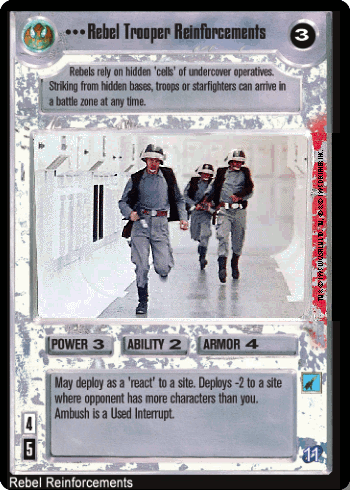 •••Rebel Trooper Reinforcements
3
Rebels rely on hidden 'cells' of undercover operatives.
Striking from hidden bases, troops or starfighters can arrive
in a battle zone at any time.
POWER 3 ABILITY 2 ARMOR 4
May deploy as a 'react' to a site. Deploys -2 to a site
where opponent has more characters than you.
Ambush is a Used Interrupt.
4
5
11
Rebel Reinforcements